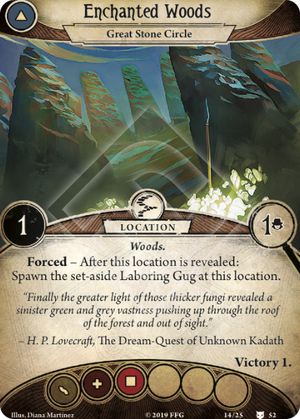 Enchanted Woods
Great Stone Circle
1
1
LOCATION
Woods.
Forced – After this location is revealed:
Spawn the set-aside Laboring Gug at this location.
"Finally the greater light of those thicker fungi revealed a
sinister green and grey vastness pushing up through the roof
of the forest and out of sight."
– H. P. Lovecraft, The Dream-Quest of Unknown Kadath
Victory 1.
Illus. Diana Martinez
© 2019 FFG
14/25
52